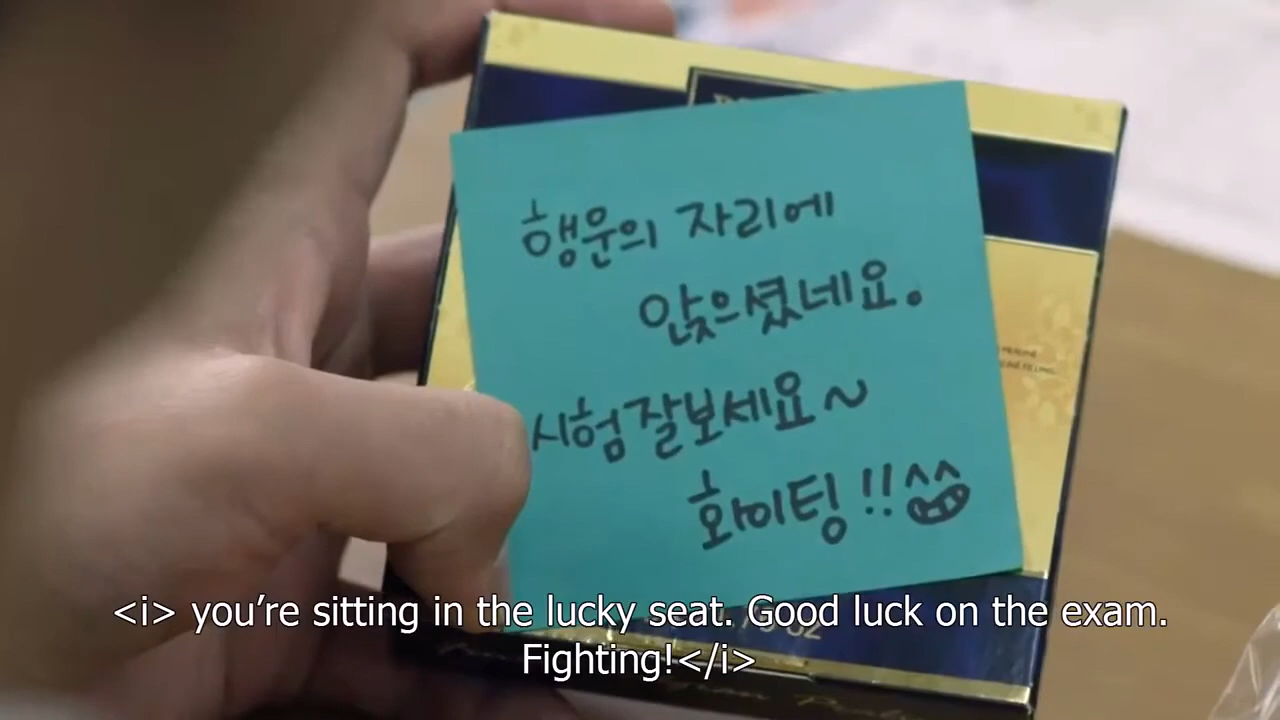 행운의 자리에
앉으셨네요.
시험 잘보세요~
화이팅!!
<i> you’re sitting in the lucky seat. Good luck on the exam.
Fighting!</i>